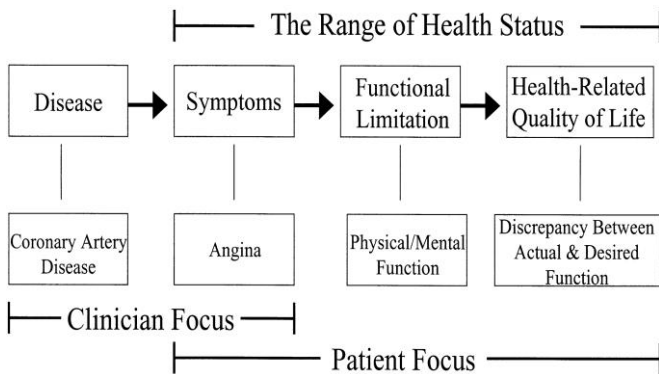 The Range of Health Status
Disease
Symptoms
Functional
Limitation
Health-Related
Quality of Life
Coronary Artery
Disease
Angina
Physical/Mental
Function
Discrepancy Between
Actual & Desired
Function
Clinician Focus
Patient Focus